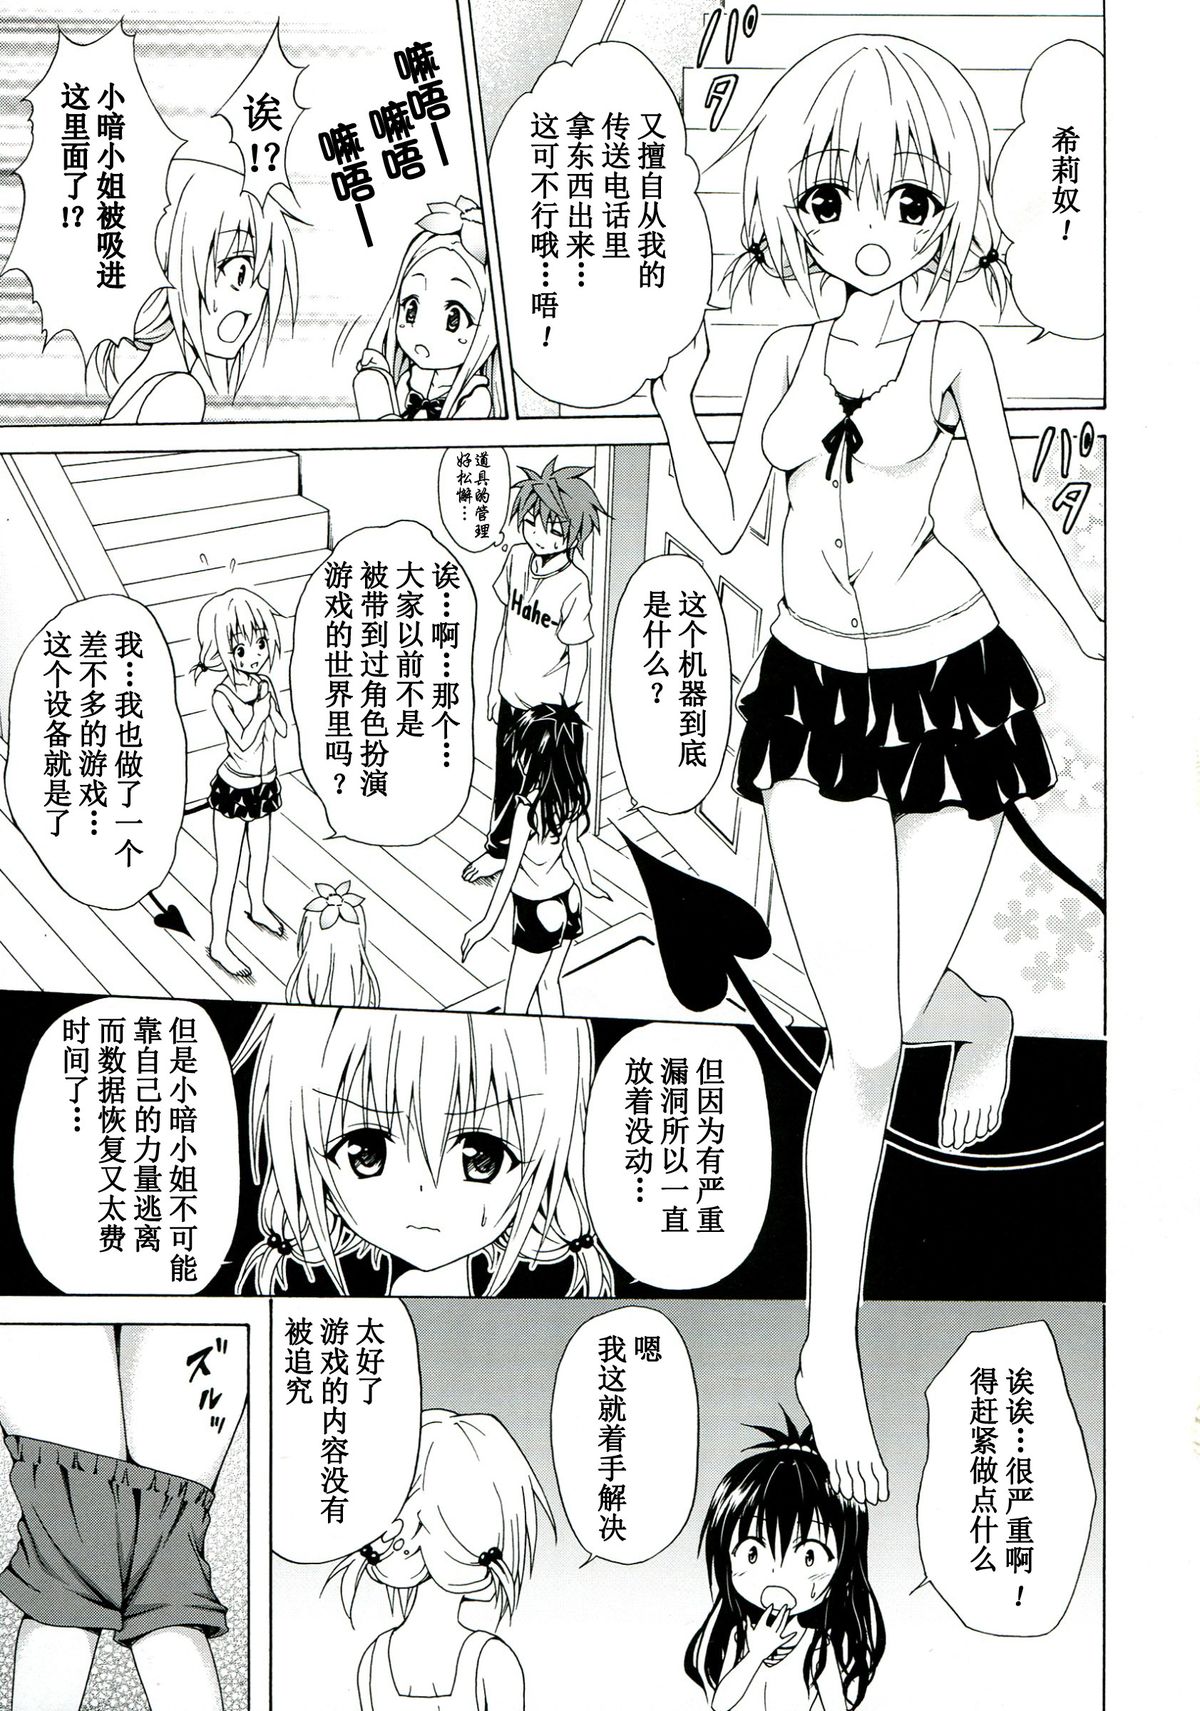 希莉奴！
又擅自从我的
传送电话里
拿东西出来…
这可不行哦…唔！
パタ
嘛唔ー
嘛唔
嘛唔ー
诶!?
小暗小姐被吸进
这里面了!?
パタ
这个机器到底
是什么？
道具的管理
好松懈…
Hahe-
诶…啊…那个…
大家以前不是
被带到过角色扮演
游戏的世界里吗？
我…我也做了一个
差不多的游戏…
这个设备就是了
但因为有严重
漏洞所以一直
放着没动…
但是小暗小姐不可能
靠自己的力量逃离
而数据恢复又太费
时间了…
诶诶…很严重啊！
得赶紧做点什么
嗯
我这就着手解决
太好了
游戏的内容没有
被追究
ズルッ